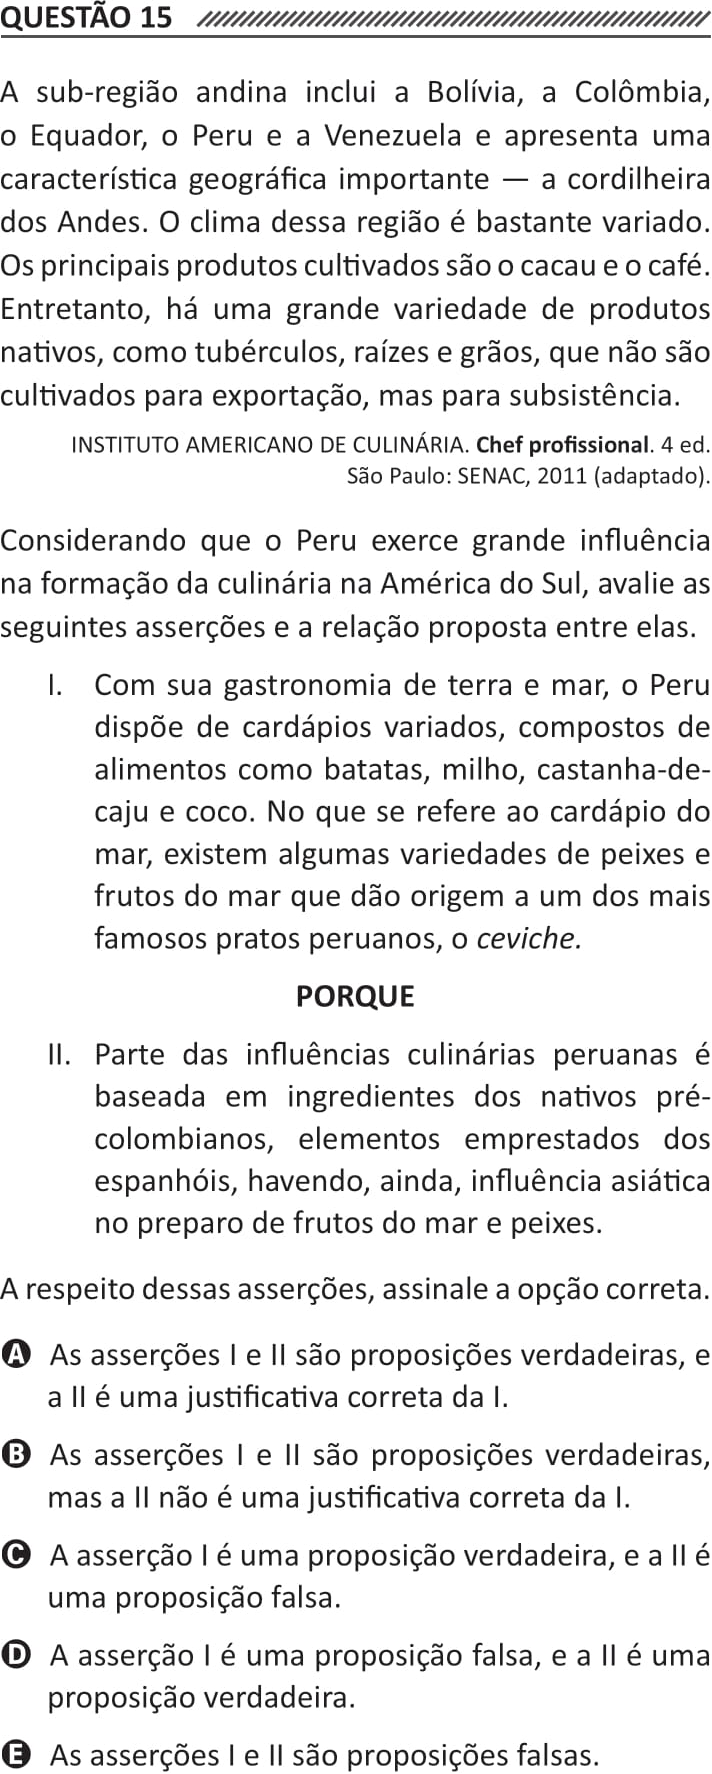 QUESTÃO 15
A sub-região andina inclui a Bolívia, a Colômbia,
o Equador, o Peru e a Venezuela e apresenta uma
característica geográfica importante — a cordilheira
dos Andes. O clima dessa região é bastante variado.
Os principais produtos cultivados são o cacau e o café.
Entretanto, há uma grande variedade de produtos
nativos, como tubérculos, raízes e grãos, que não são
cultivados para exportação, mas para subsistência.
INSTITUTO AMERICANO DE CULINÁRIA. Chef profissional. 4 ed.
São Paulo: SENAC, 2011 (adaptado).
Considerando que o Peru exerce grande influência
na formação da culinária na América do Sul, avalie as
seguintes asserções e a relação proposta entre elas.
I. Com sua gastronomia de terra e mar, o Peru
dispõe de cardápios variados, compostos de
alimentos como batatas, milho, castanha-de-
caju e coco. No que se refere ao cardápio do
mar, existem algumas variedades de peixes e
frutos do mar que dão origem a um dos mais
famosos pratos peruanos, o ceviche.
PORQUE
II. Parte das influências culinárias peruanas é
baseada em ingredientes dos nativos pré-
colombianos, elementos emprestados dos
espanhóis, havendo, ainda, influência asiática
no preparo de frutos do mar e peixes.
A respeito dessas asserções, assinale a opção correta.
A As asserções I e II são proposições verdadeiras, e
a II é uma justificativa correta da I.
B As asserções I e II são proposições verdadeiras,
mas a II não é uma justificativa correta da I.
C A asserção I é uma proposição verdadeira, e a II é
uma proposição falsa.
D A asserção I é uma proposição falsa, e a II é uma
proposição verdadeira.
E As asserções I e II são proposições falsas.